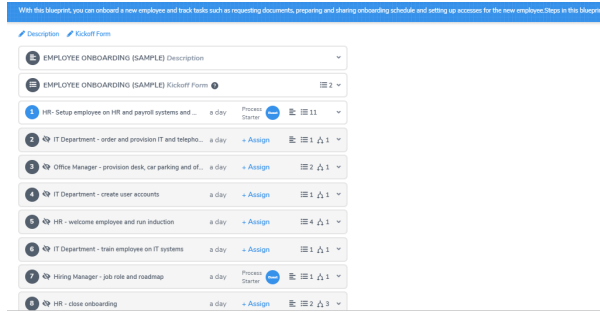 With this blueprint, you can onboard a new employee and track tasks such as requesting documents, preparing and sharing onboarding schedule and setting up accesses for the new employee.Steps in this blueprin
Description Kickoff Form
EMPLOYEE ONBOARDING (SAMPLE) Description
EMPLOYEE ONBOARDING (SAMPLE) Kickoff Form ? 2
1 HR- Setup employee on HR and payroll systems and ... a day Process Starter 11
2 IT Department - order and provision IT and telepho... a day + Assign 1 1
3 Office Manager - provision desk, car parking and of... a day + Assign 2 1
4 IT Department - create user accounts a day + Assign 1 1
5 HR - welcome employee and run induction a day + Assign 4 1
6 IT Department - train employee on IT systems a day + Assign 1 1
7 Hiring Manager - job role and roadmap a day Process Starter 1 1
8 HR - close onboarding a day + Assign 2 3